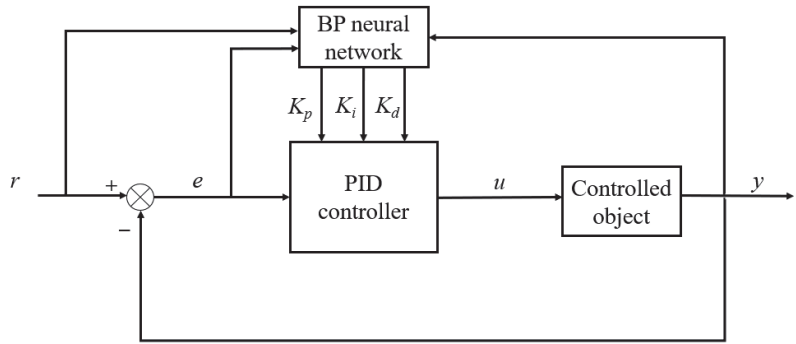 BP neural
network
K_p K_i K_d
r
+
e
PID
controller
u
Controlled
object
y
−